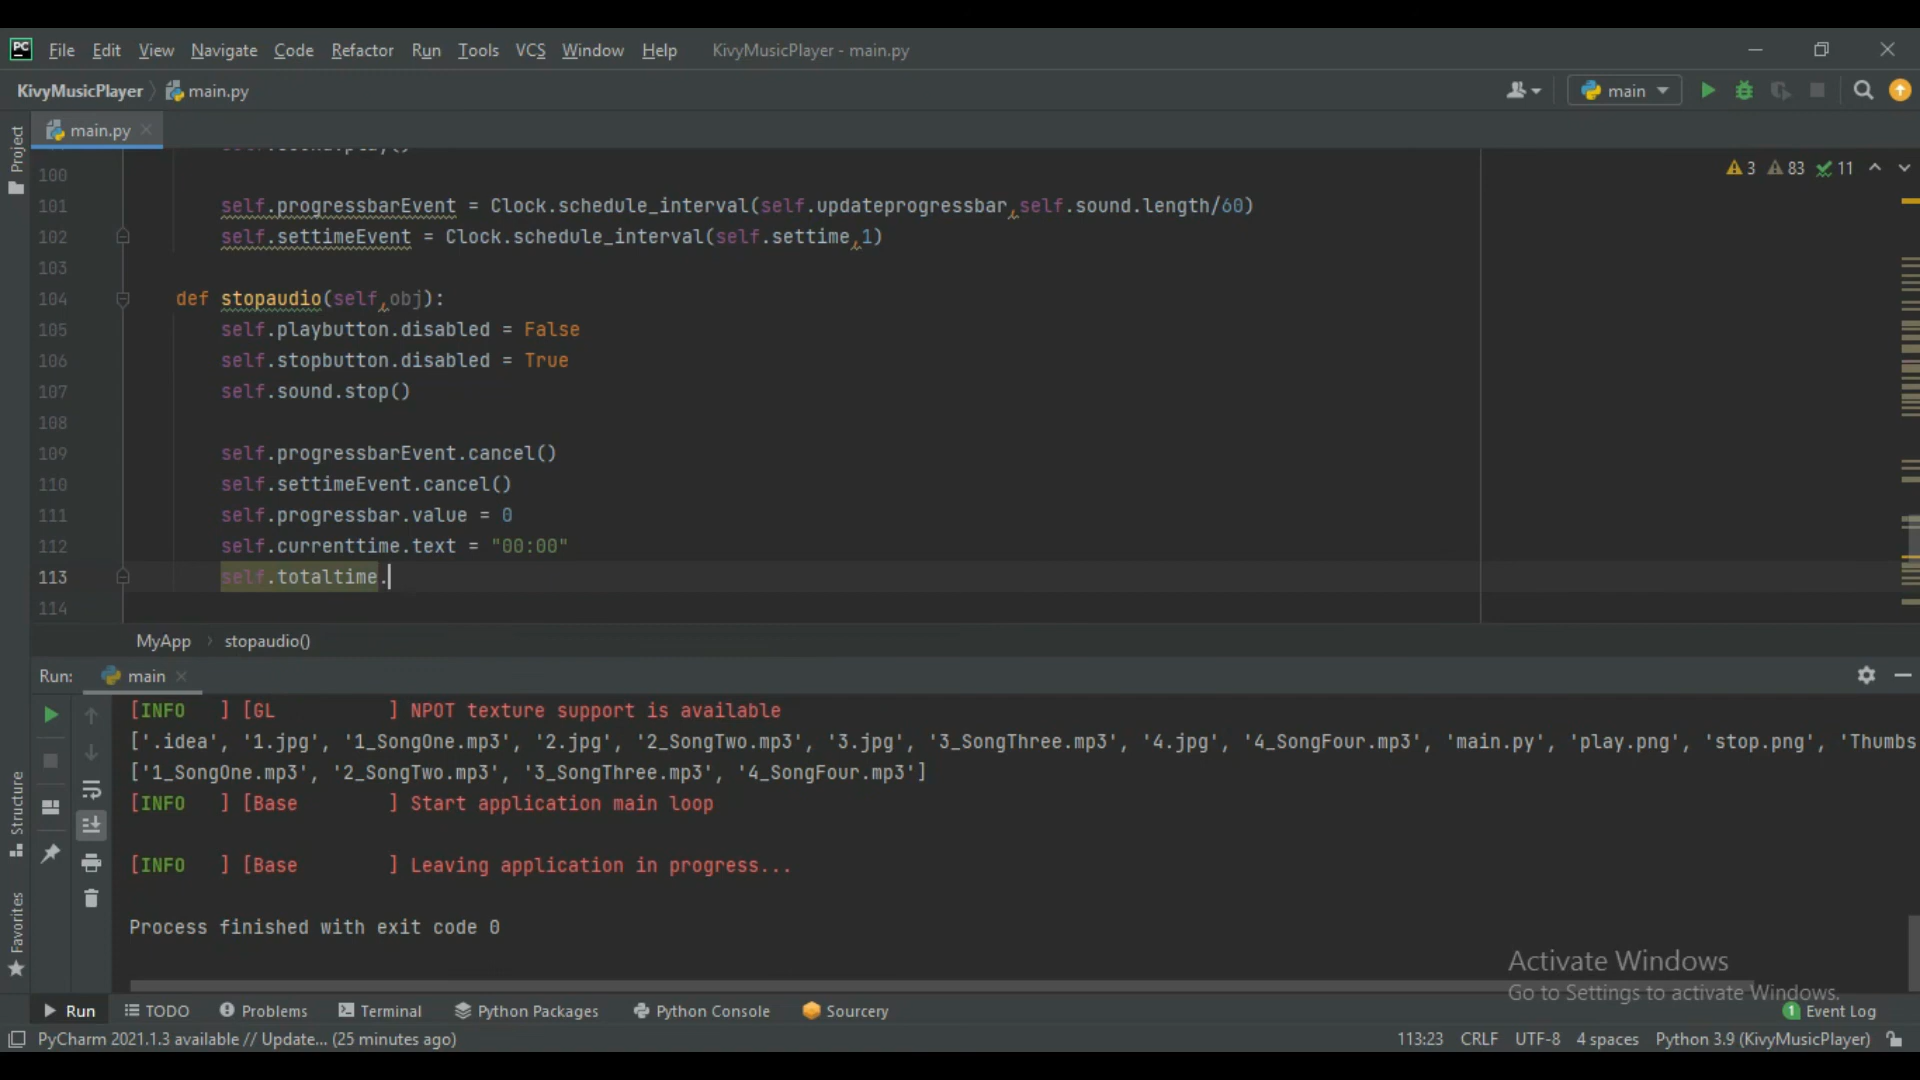 PC File Edit View Navigate Code Refactor Run Tools VCS Window Help KivyMusicPlayer - main.py
KivyMusicPlayer main.py main
Project
main.py
3 83 11
100
101 self.progressbarEvent = Clock.schedule_interval(self.updateprogressbar,self.sound.length/60)
102 self.settimeEvent = Clock.schedule_interval(self.settime,1)
103
104 def stopaudio(self,obj):
105 self.playbutton.disabled = False
106 self.stopbutton.disabled = True
107 self.sound.stop()
108
109 self.progressbarEvent.cancel()
110 self.settimeEvent.cancel()
111 self.progressbar.value = 0
112 self.currenttime.text = "00:00"
113 self.totaltime.
114
MyApp stopaudio()
Run: main
[INFO ] [GL ] NPOT texture support is available
['.idea', '1.jpg', '1_SongOne.mp3', '2.jpg', '2_SongTwo.mp3', '3.jpg', '3_SongThree.mp3', '4.jpg', '4_SongFour.mp3', 'main.py', 'play.png', 'stop.png', 'Thumbs
['1_SongOne.mp3', '2_SongTwo.mp3', '3_SongThree.mp3', '4_SongFour.mp3']
[INFO ] [Base ] Start application main loop
[INFO ] [Base ] Leaving application in progress...
Process finished with exit code 0
Structure
Favorites
Activate Windows
Go to Settings to activate Windows.
Run TODO Problems Terminal Python Packages Python Console Sourcery 1 Event Log
PyCharm 2021.1.3 available // Update... (25 minutes ago) 113:23 CRLF UTF-8 4 spaces Python 3.9 (KivyMusicPlayer)